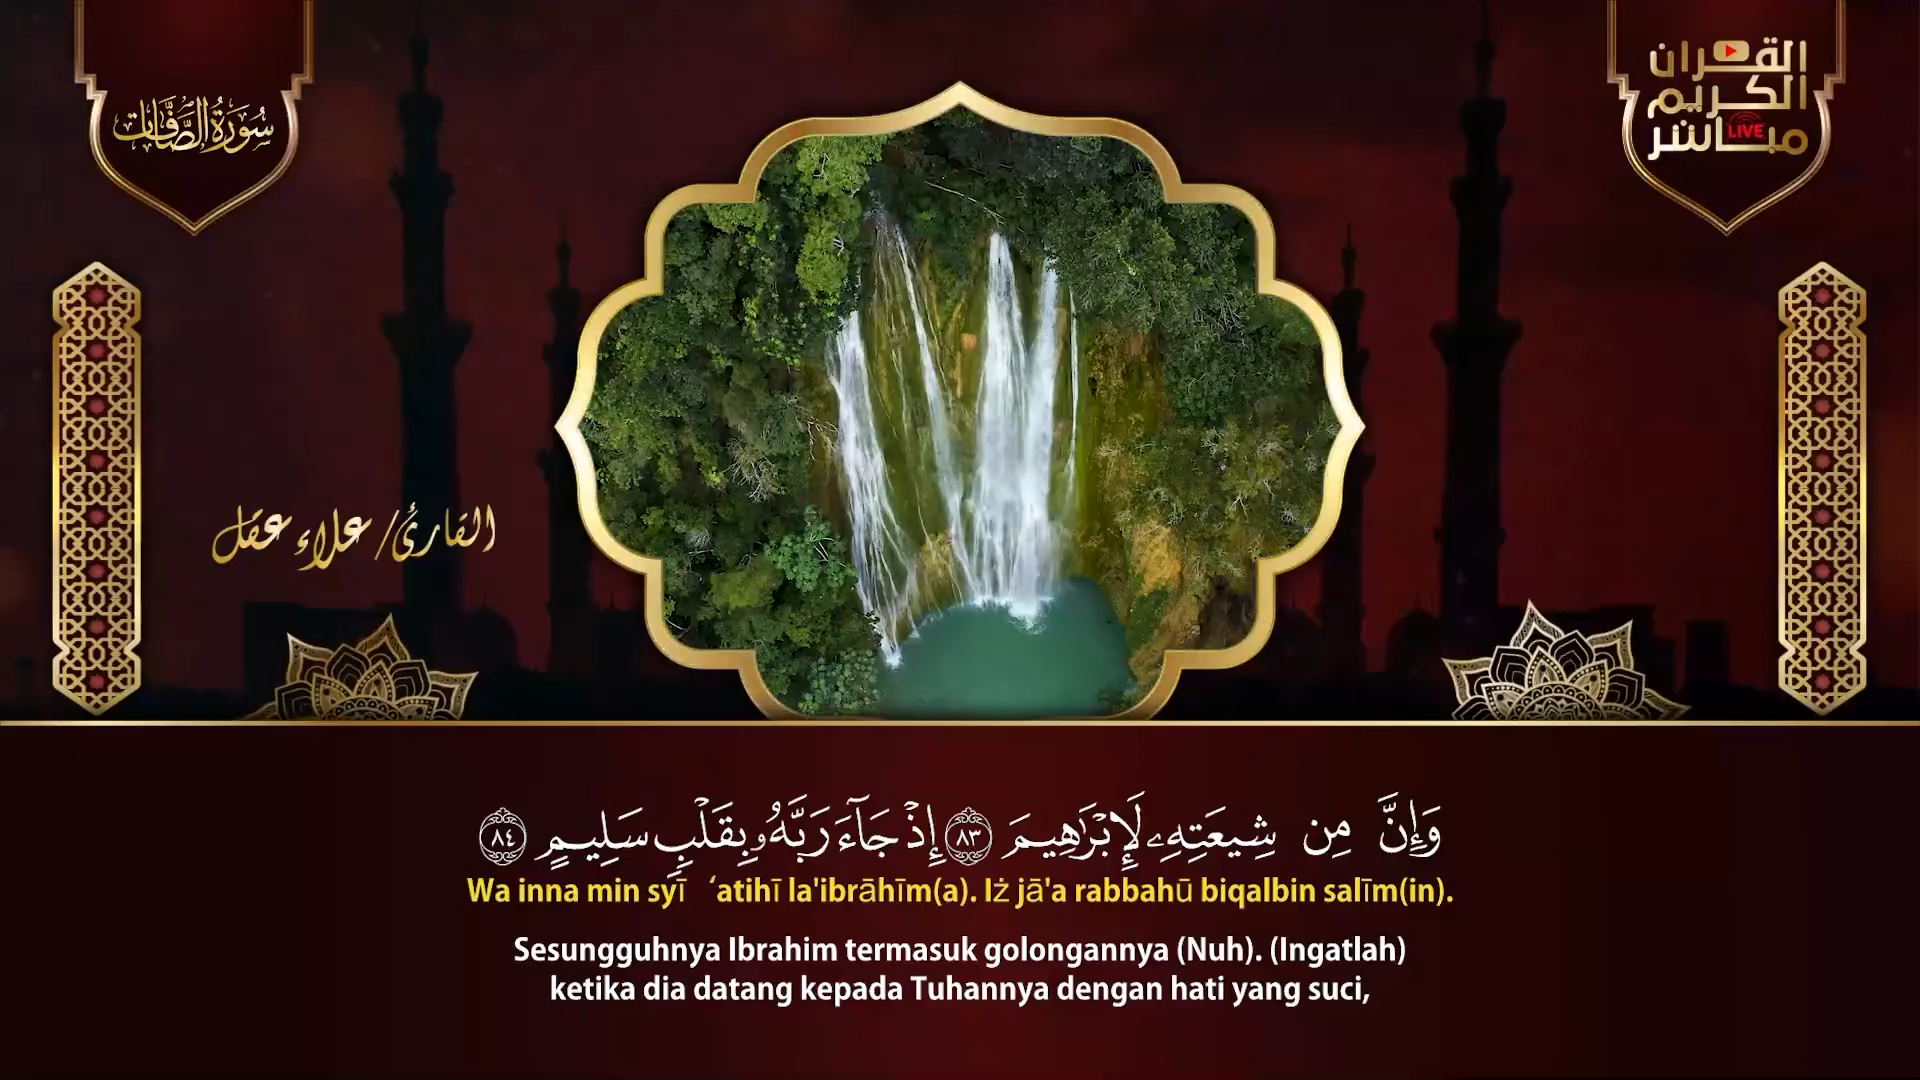 سُورَةُ الصَّافَّات
القرآن
الكريم
مباشر
LIVE
القارئ/ علاء عقل
وَإِنَّ مِن شِيعَتِهِۦ لَإِبْرَٰهِيمَ ٨٣ إِذْ جَآءَ رَبَّهُۥ بِقَلْبٍ سَلِيمٍ ٨٤
Wa inna min syī‘atihī la'ibrāhīm(a). Iż jā'a rabbahū biqalbin salīm(in).
Sesungguhnya Ibrahim termasuk golongannya (Nuh). (Ingatlah)
ketika dia datang kepada Tuhannya dengan hati yang suci,